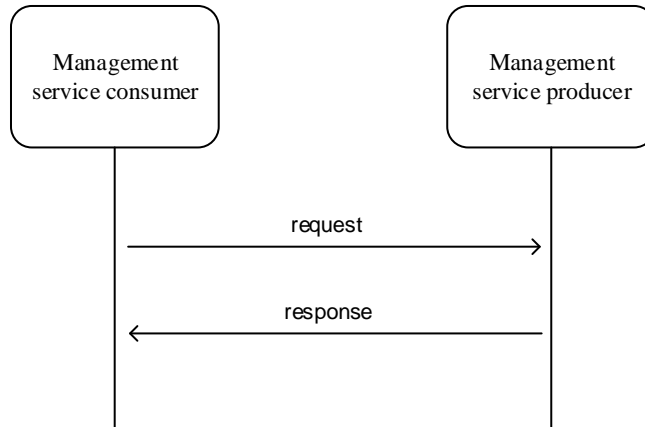 Management
service consumer
Management
service producer
request
response